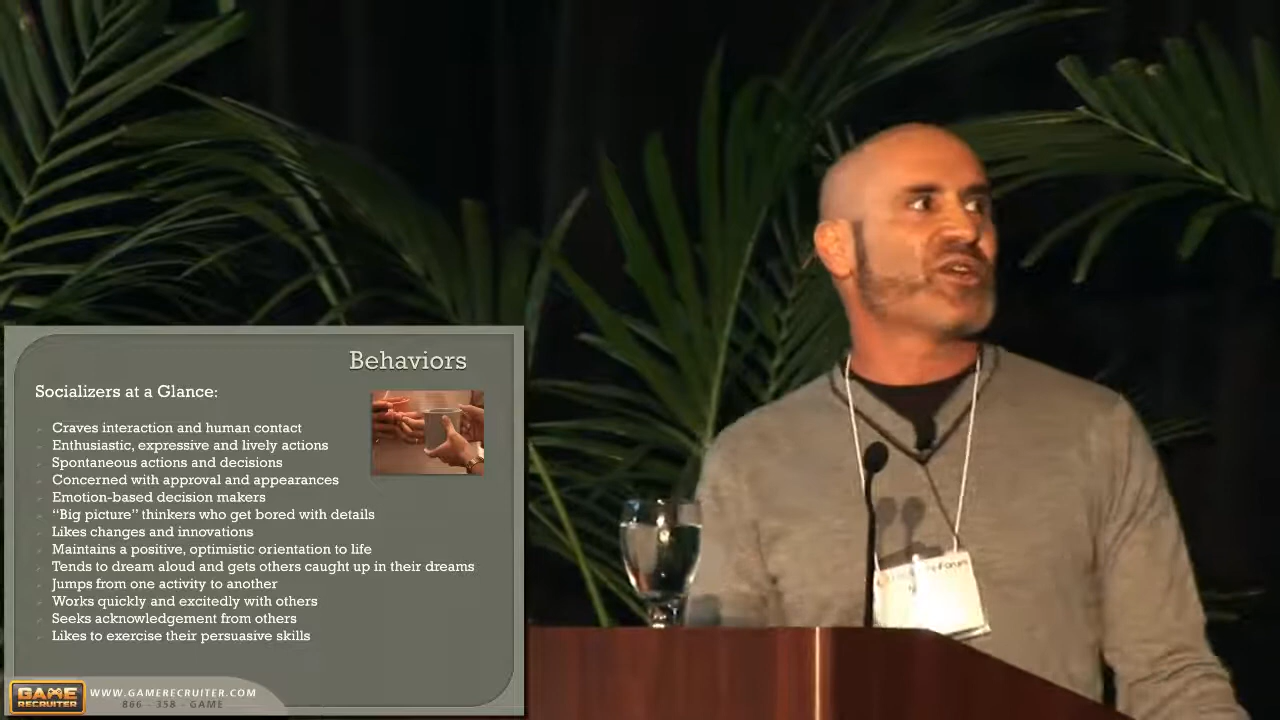 Behaviors
Socializers at a Glance:
Craves interaction and human contact
Enthusiastic, expressive and lively actions
Spontaneous actions and decisions
Concerned with approval and appearances
Emotion-based decision makers
“Big picture” thinkers who get bored with details
Likes changes and innovations
Maintains a positive, optimistic orientation to life
Tends to dream aloud and gets others caught up in their dreams
Jumps from one activity to another
Works quickly and excitedly with others
Seeks acknowledgement from others
Likes to exercise their persuasive skills
GAME
RECRUITER
WWW.GAMERECRUITER.COM
866 - 358 - GAME